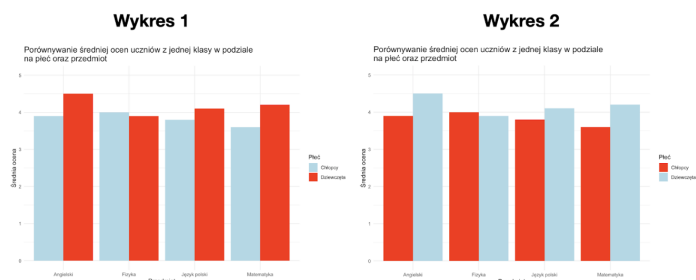 Wykres 1
Porównywanie średniej ocen uczniów z jednej klasy w podziale
na płeć oraz przedmiot
5
4
3
2
1
0
Średnia ocena
Angielski Fizyka Język polski Matematyka
Płeć
Chłopcy
Dziewczęta
Wykres 2
Porównywanie średniej ocen uczniów z jednej klasy w podziale
na płeć oraz przedmiot
5
4
3
2
1
0
Średnia ocena
Angielski Fizyka Język polski Matematyka
Płeć
Chłopcy
Dziewczęta